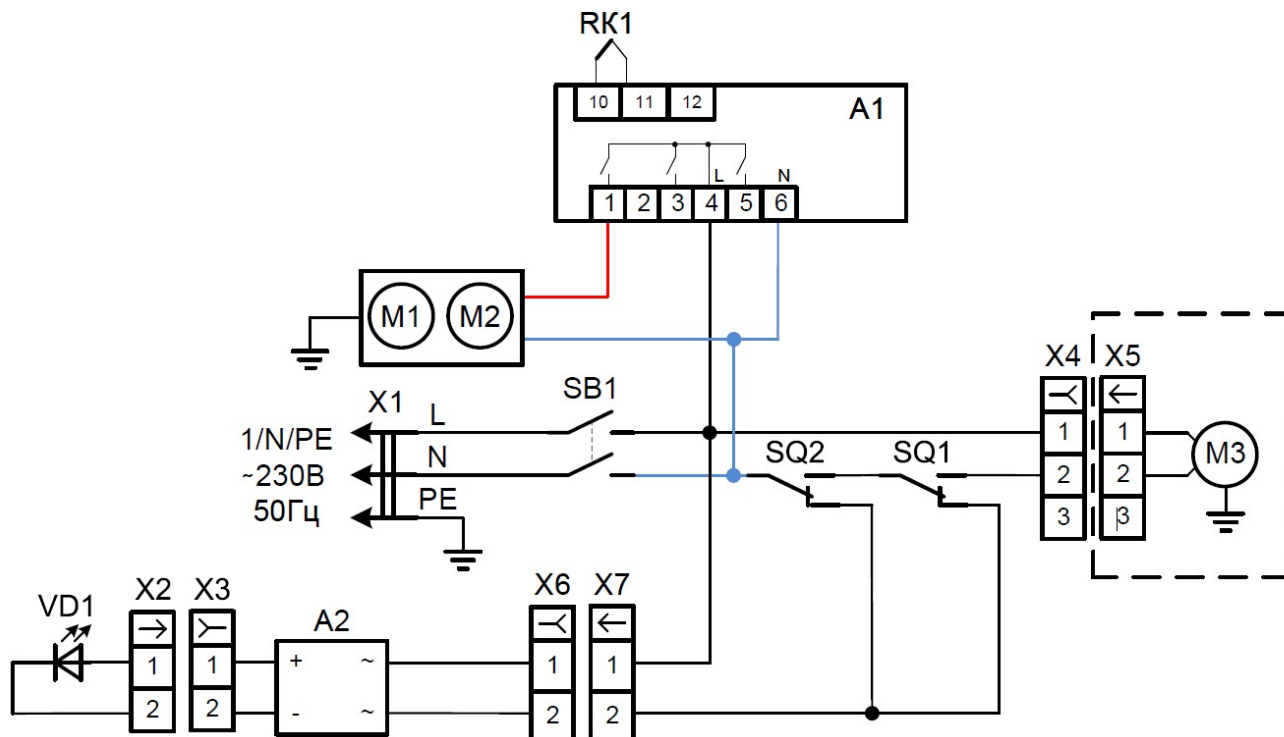 RК1
10 11 12
A1
L N
1 2 3 4 5 6
M1 M2
X4 X5
X1 L SB1
1/N/PE
~230В
50Гц
N
PE
SQ2 SQ1
1 1
2 2
3 3
M3
VD1 X2 X3 A2 X6 X7
1 1 + ~ 1 1
2 2 - ~ 2 2